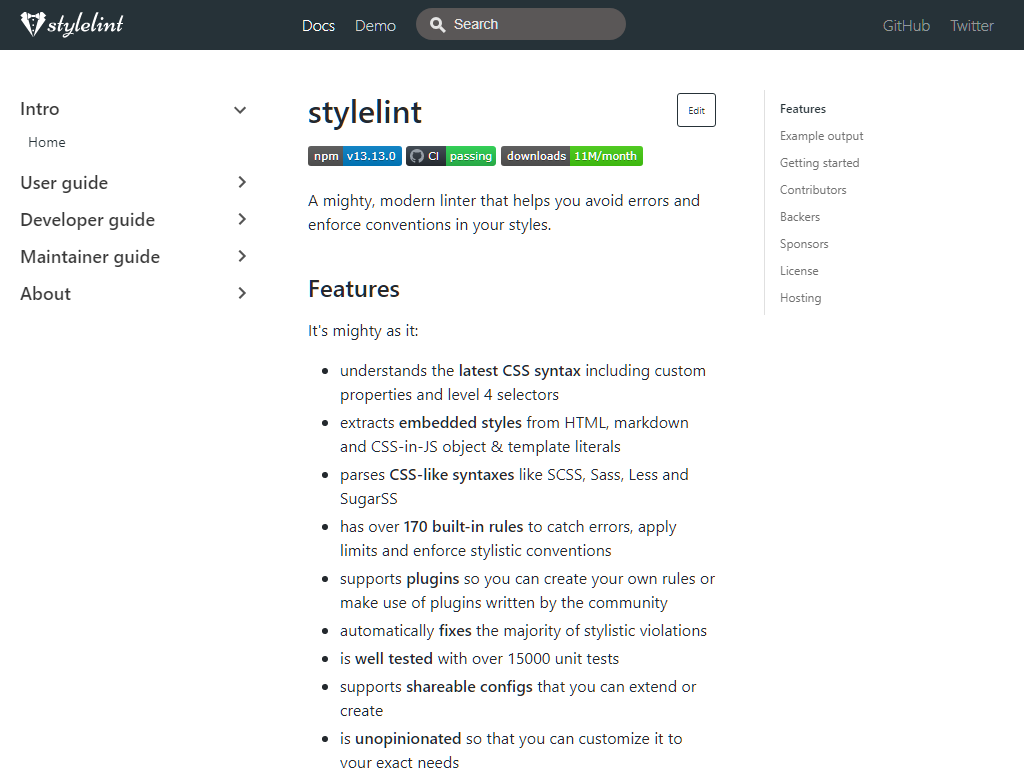 stylelint
Docs
Demo
Search
GitHub
Twitter
Intro
Home
User guide
Developer guide
Maintainer guide
About
stylelint
Edit
npm v13.13.0 CI passing downloads 11M/month
A mighty, modern linter that helps you avoid errors and
enforce conventions in your styles.
Features
It's mighty as it:
understands the latest CSS syntax including custom
properties and level 4 selectors
extracts embedded styles from HTML, markdown
and CSS-in-JS object & template literals
parses CSS-like syntaxes like SCSS, Sass, Less and
SugarSS
has over 170 built-in rules to catch errors, apply
limits and enforce stylistic conventions
supports plugins so you can create your own rules or
make use of plugins written by the community
automatically fixes the majority of stylistic violations
is well tested with over 15000 unit tests
supports shareable configs that you can extend or
create
is unopinionated so that you can customize it to
your exact needs
Features
Example output
Getting started
Contributors
Backers
Sponsors
License
Hosting